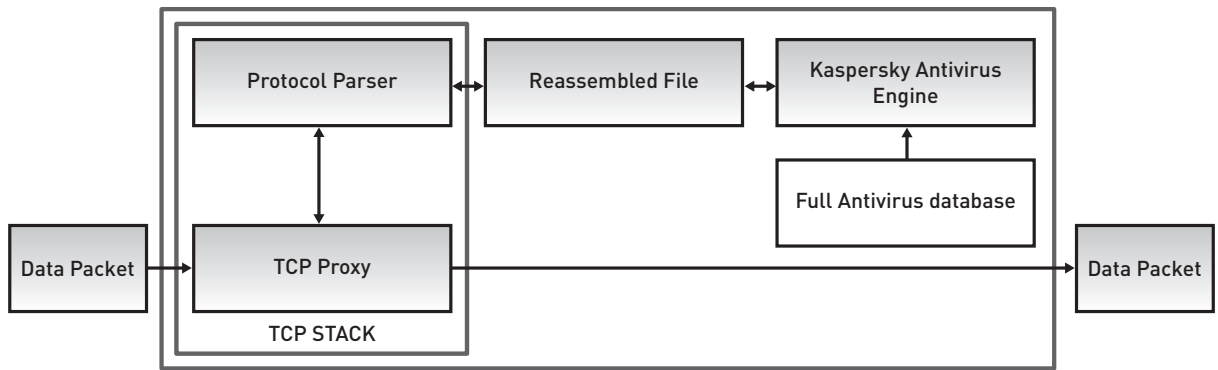 Protocol Parser
Reassembled File
Kaspersky Antivirus
Engine
Full Antivirus database
Data Packet
TCP Proxy
Data Packet
TCP STACK